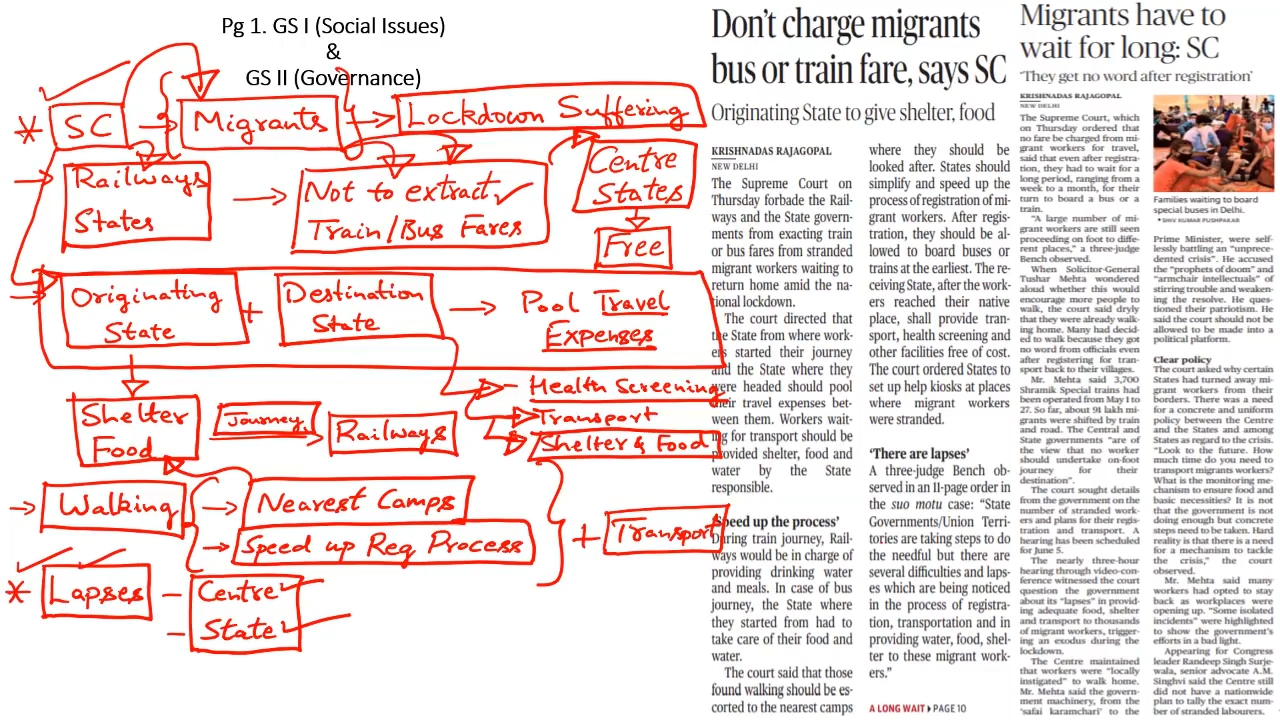 Pg 1. GS I (Social Issues)
&
GS II (Governance)
* SC
Migrants
Lockdown Suffering
Railways
States
Not to extract
Train/Bus Fares
Centre
States
Free
Originating
State
+
Destination
State
Pool Travel
Expenses
Health Screening
Transport
Shelter & Food
Shelter
Food
Journey
Railways
Walking
Nearest Camps
Speed up Reg Process
+ Transport
* Lapses
- Centre
- State
Don't charge migrants
bus or train fare, says SC
Originating State to give shelter, food
KRISHNADAS RAJAGOPAL
NEW DELHI
The Supreme Court on
Thursday forbade the Rail-
ways and the State govern-
ments from exacting train
or bus fares from stranded
migrant workers waiting to
return home amid the na-
tional lockdown.
The court directed that
the State from where work-
ers started their journey
and the State where they
were headed should pool
their travel expenses bet-
ween them. Workers wait-
ing for transport should be
provided shelter, food and
water by the State
responsible.
'Speed up the process'
During train journey, Rail-
ways would be in charge of
providing drinking water
and meals. In case of bus
journey, the State where
they started from had to
take care of their food and
water.
The court said that those
found walking should be es-
corted to the nearest camps
where they should be
looked after. States should
simplify and speed up the
process of registration of mi-
grant workers. After regis-
tration, they should be al-
lowed to board buses or
trains at the earliest. The re-
ceiving State, after the work-
ers reached their native
place, shall provide trans-
port, health screening and
other facilities free of cost.
The court ordered States to
set up help kiosks at places
where migrant workers
were stranded.
'There are lapses'
A three-judge Bench ob-
served in an 11-page order in
the suo motu case: "State
Governments/Union Terri-
tories are taking steps to do
the needful but there are
several difficulties and laps-
es which are being noticed
in the process of registra-
tion, transportation and in
providing water, food, shel-
ter to these migrant work-
ers."
A LONG WAIT PAGE 10
Migrants have to
wait for long: SC
'They get no word after registration'
KRISHNADAS RAJAGOPAL
NEW DELHI
The Supreme Court, which
on Thursday ordered that
no fare be charged from mi-
grant workers for travel,
said that even after registra-
tion, they had to wait for a
long period, ranging from a
week to a month, for their
turn to board a bus or a
train.
"A large number of mi-
grant workers are still seen
proceeding on foot to differ-
ent places," a three-judge
Bench observed.
When Solicitor-General
Tushar Mehta wondered
aloud whether this would
encourage more people to
walk, the court said dryly
that they were already walk-
ing home. Many had decid-
ed to walk because they got
no word from officials even
after registering for tran-
sport back to their villages.
Mr. Mehta said 3,700
Shramik Special trains had
been operated from May 1 to
27. So far, about 91 lakh mi-
grants were shifted by train
and road. The Central and
State governments "are of
the view that no worker
should undertake on-foot
journey for their
destination".
The court sought details
from the government on the
number of stranded work-
ers and plans for their regis-
tration and transport. A
hearing has been scheduled
for June 5.
The nearly three-hour
hearing through video-con-
ference witnessed the court
question the government
about its "lapses" in provid-
ing adequate food, shelter
and transport to thousands
of migrant workers, trigger-
ing an exodus during the
lockdown.
The Centre maintained
that workers were "locally
instigated" to walk home.
Mr. Mehta said the govern-
ment machinery, from the
'safai karamchari' to the
Families waiting to board
special buses in Delhi.
SHIV KUMAR PUSHPAKAR
Prime Minister, were self-
lessly battling an "unprece-
dented crisis". He accused
the "prophets of doom" and
"armchair intellectuals" of
stirring trouble and weaken-
ing the resolve. He ques-
tioned their patriotism. He
said the court should not be
allowed to be made into a
political platform.
Clear policy
The court asked why certain
States had turned away mi-
grant workers from their
borders. There was a need
for a concrete and uniform
policy between the Centre
and the States and among
States as regard to the crisis.
"Look to the future. How
much time do you need to
transport migrants workers?
What is the monitoring me-
chanism to ensure food and
basic necessities? It is not
that the government is not
doing enough but concrete
steps need to be taken. Hard
reality is that there is a need
for a mechanism to tackle
the crisis," the court
observed.
Mr. Mehta said many
workers had opted to stay
back as workplaces were
opening up. "Some isolated
incidents" were highlighted
to show the government's
efforts in a bad light.
Appearing for Congress
leader Randeep Singh Surje-
wala, senior advocate A.M.
Singhvi said the Centre still
did not have a nationwide
plan to tally the exact num-
ber of stranded labourers.